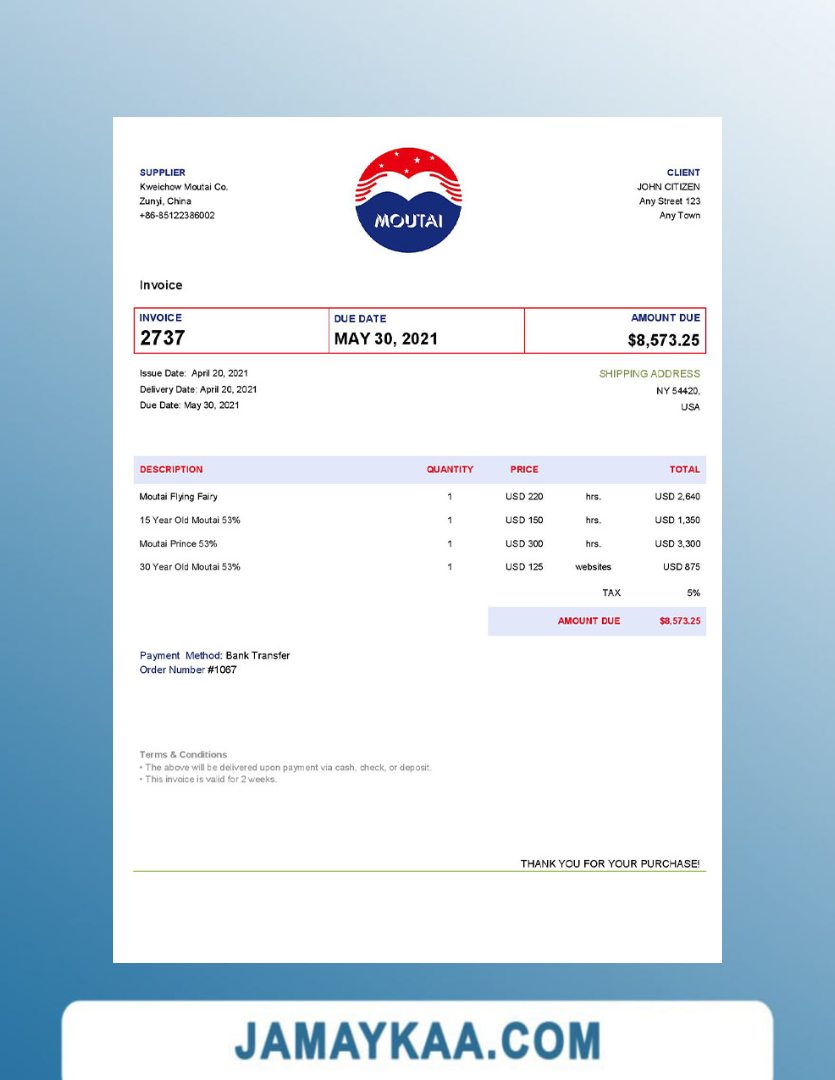 SUPPLIER
Kweichow Moutai Co.
Zunyi, China
+86-85122386002
MOUTAI
CLIENT
JOHN CITIZEN
Any Street 123
Any Town
Invoice
INVOICE
2737
DUE DATE
MAY 30, 2021
AMOUNT DUE
$8,573.25
Issue Date: April 20, 2021
Delivery Date: April 20, 2021
Due Date: May 30, 2021
SHIPPING ADDRESS
NY 54420,
USA
DESCRIPTION QUANTITY PRICE TOTAL
Moutai Flying Fairy 1 USD 220 hrs. USD 2,640
15 Year Old Moutai 53% 1 USD 150 hrs. USD 1,350
Moutai Prince 53% 1 USD 300 hrs. USD 3,300
30 Year Old Moutai 53% 1 USD 125 websites USD 875
TAX 5%
AMOUNT DUE $8,573.25
Payment Method: Bank Transfer
Order Number #1067
Terms & Conditions
• The above will be delivered upon payment via cash, check, or deposit.
• This invoice is valid for 2 weeks.
THANK YOU FOR YOUR PURCHASE!
JAMAYKAA.COM